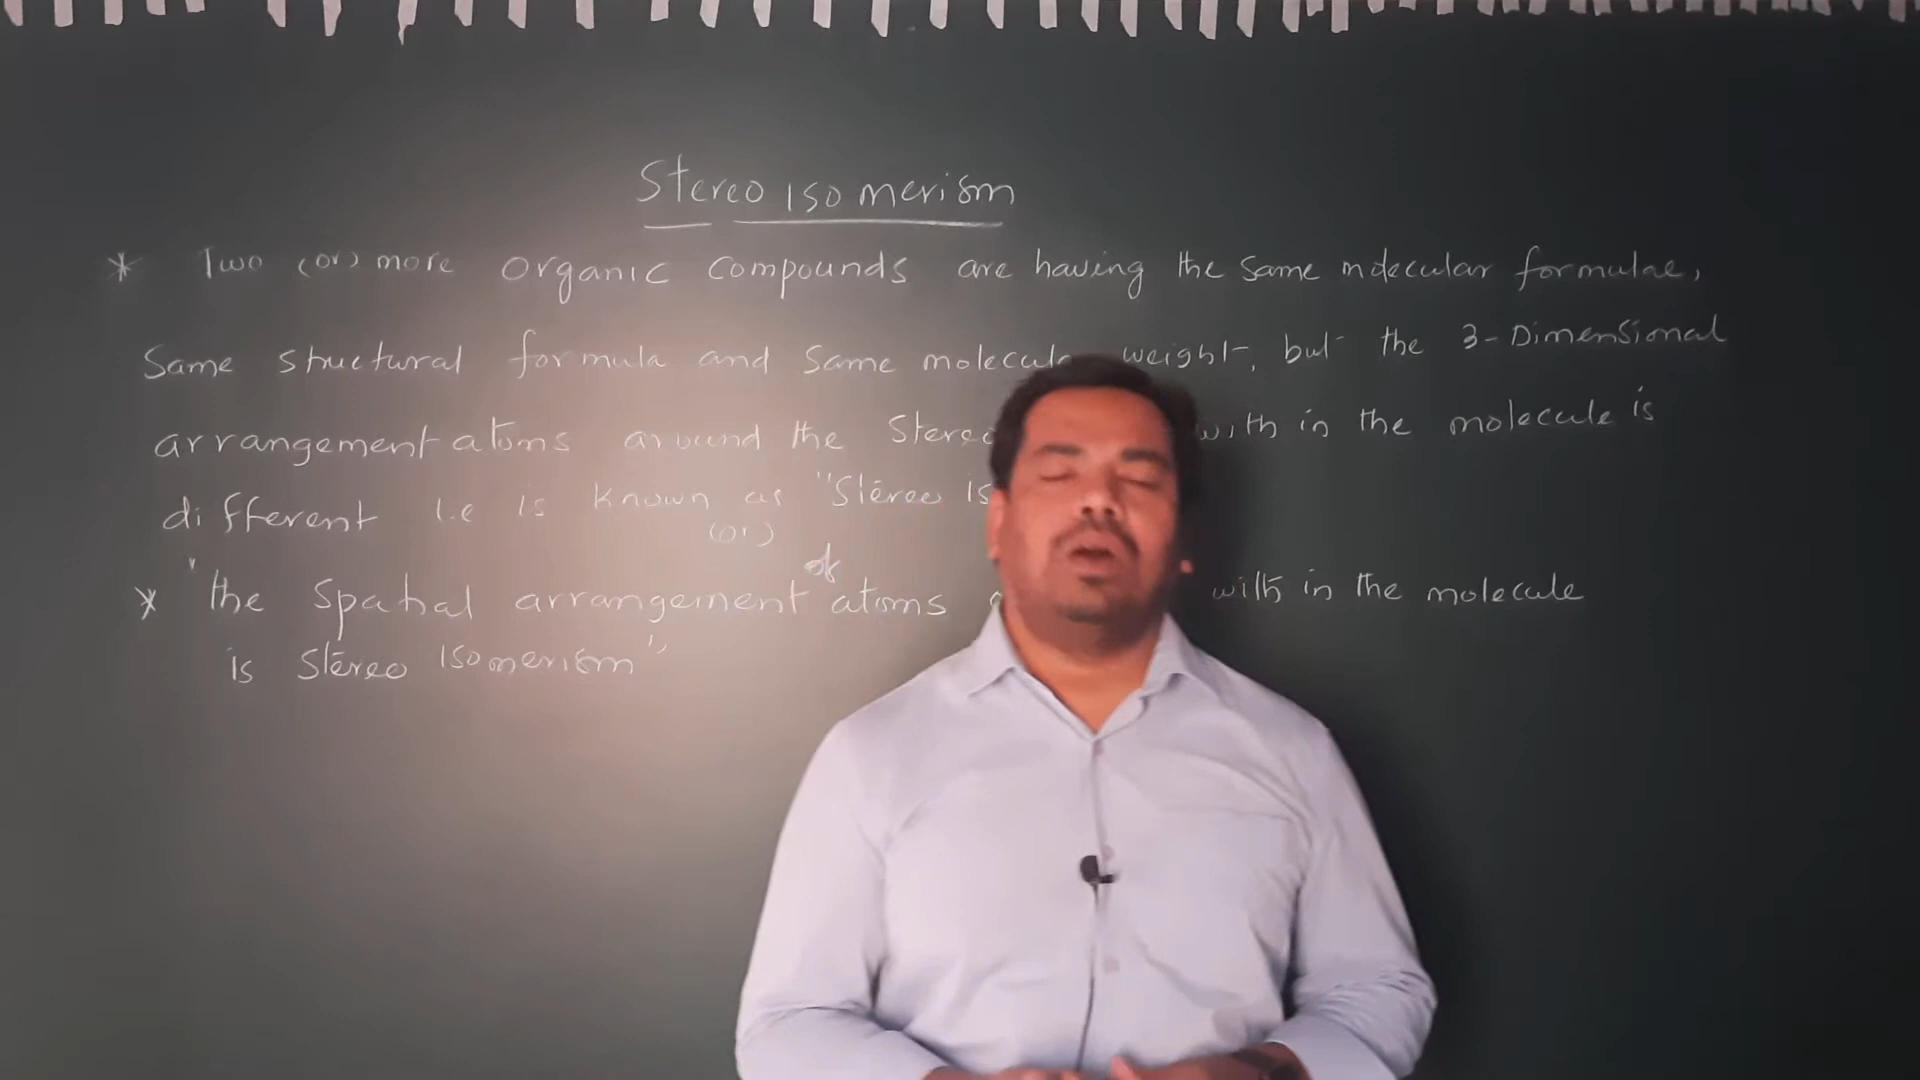 Stereo isomerism
* Two (or) more organic compounds are having the same molecular formulae,
Same structural formula and same molecular weight, but the 3-Dimensional
arrangement atoms around the Stereo with in the molecule is
different i.e is known as "Stereo is
(or)
of
* "the spatial arrangement atoms with in the molecule
is Stereo isomerism"